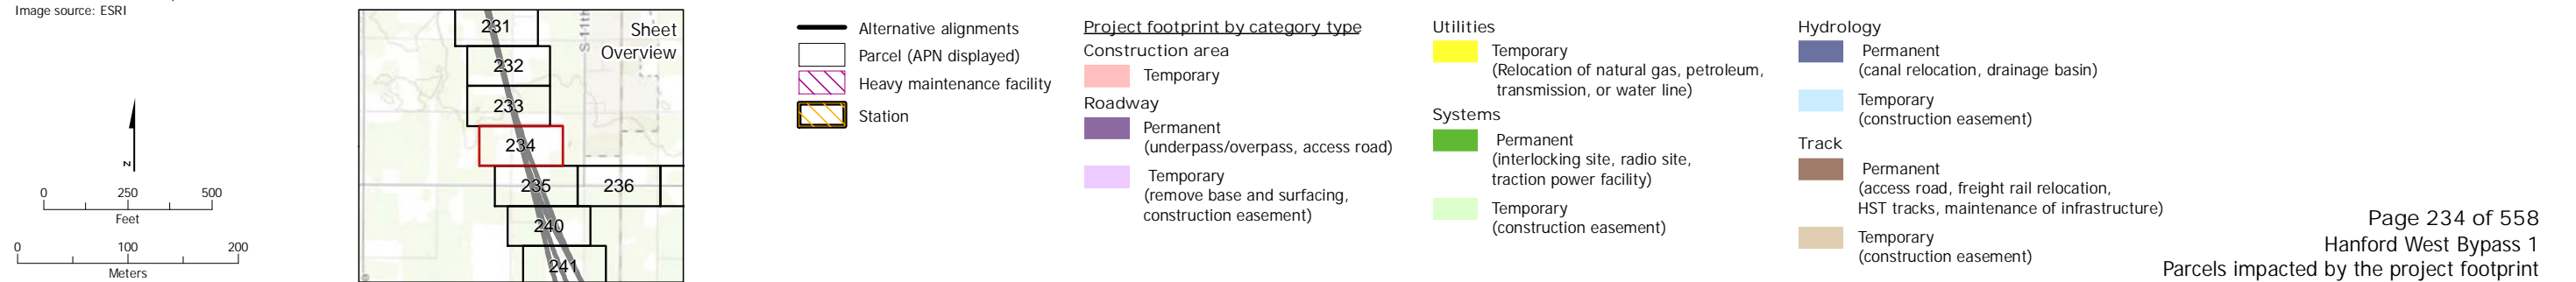 Image source: ESRI
N
0 250 500
Feet
0 100 200
Meters
Sheet
Overview
S 11th
231
232
233
234
235
236
240
241
Alternative alignments
Parcel (APN displayed)
Heavy maintenance facility
Station
Project footprint by category type
Construction area
Temporary
Roadway
Permanent
(underpass/overpass, access road)
Temporary
(remove base and surfacing,
construction easement)
Utilities
Temporary
(Relocation of natural gas, petroleum,
transmission, or water line)
Systems
Permanent
(interlocking site, radio site,
traction power facility)
Temporary
(construction easement)
Hydrology
Permanent
(canal relocation, drainage basin)
Temporary
(construction easement)
Track
Permanent
(access road, freight rail relocation,
HST tracks, maintenance of infrastructure)
Temporary
(construction easement)
Page 234 of 558
Hanford West Bypass 1
Parcels impacted by the project footprint